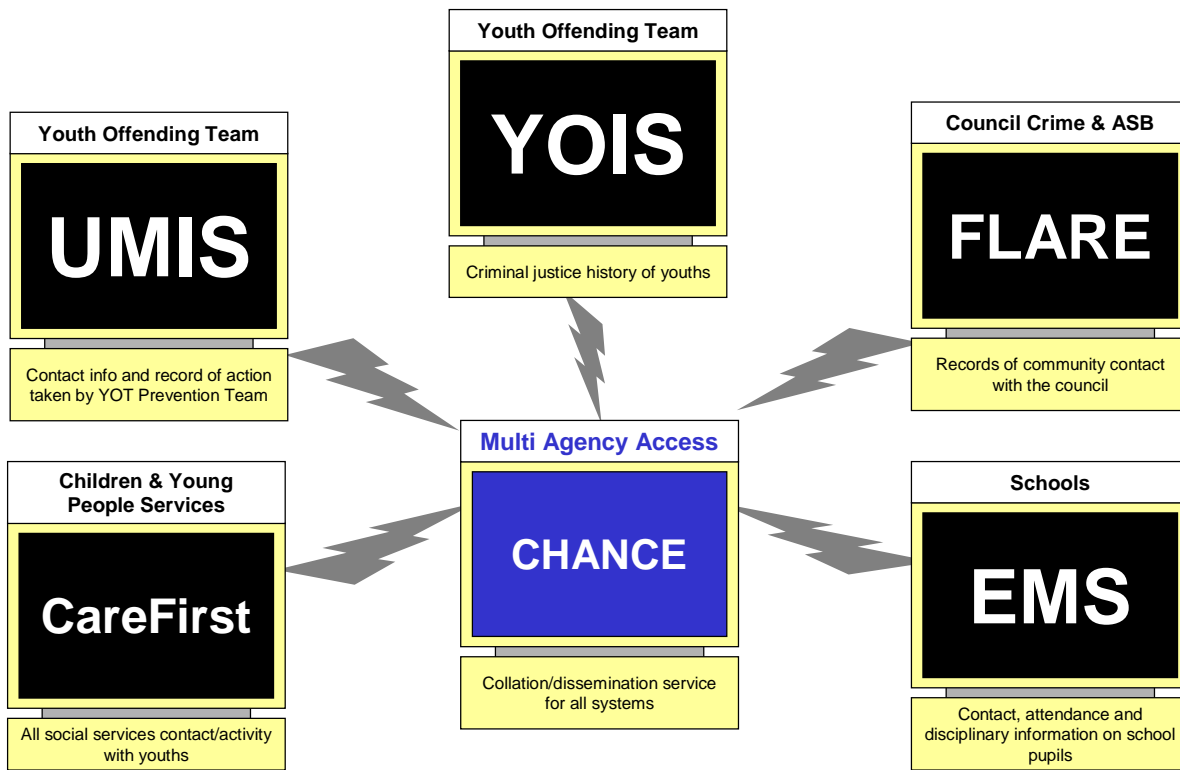 Youth Offending Team
YOIS
Criminal justice history of youths
Youth Offending Team
UMIS
Contact info and record of action
taken by YOT Prevention Team
Council Crime & ASB
FLARE
Records of community contact
with the council
Multi Agency Access
CHANCE
Collation/dissemination service
for all systems
Children & Young
People Services
CareFirst
All social services contact/activity
with youths
Schools
EMS
Contact, attendance and
disciplinary information on school
pupils